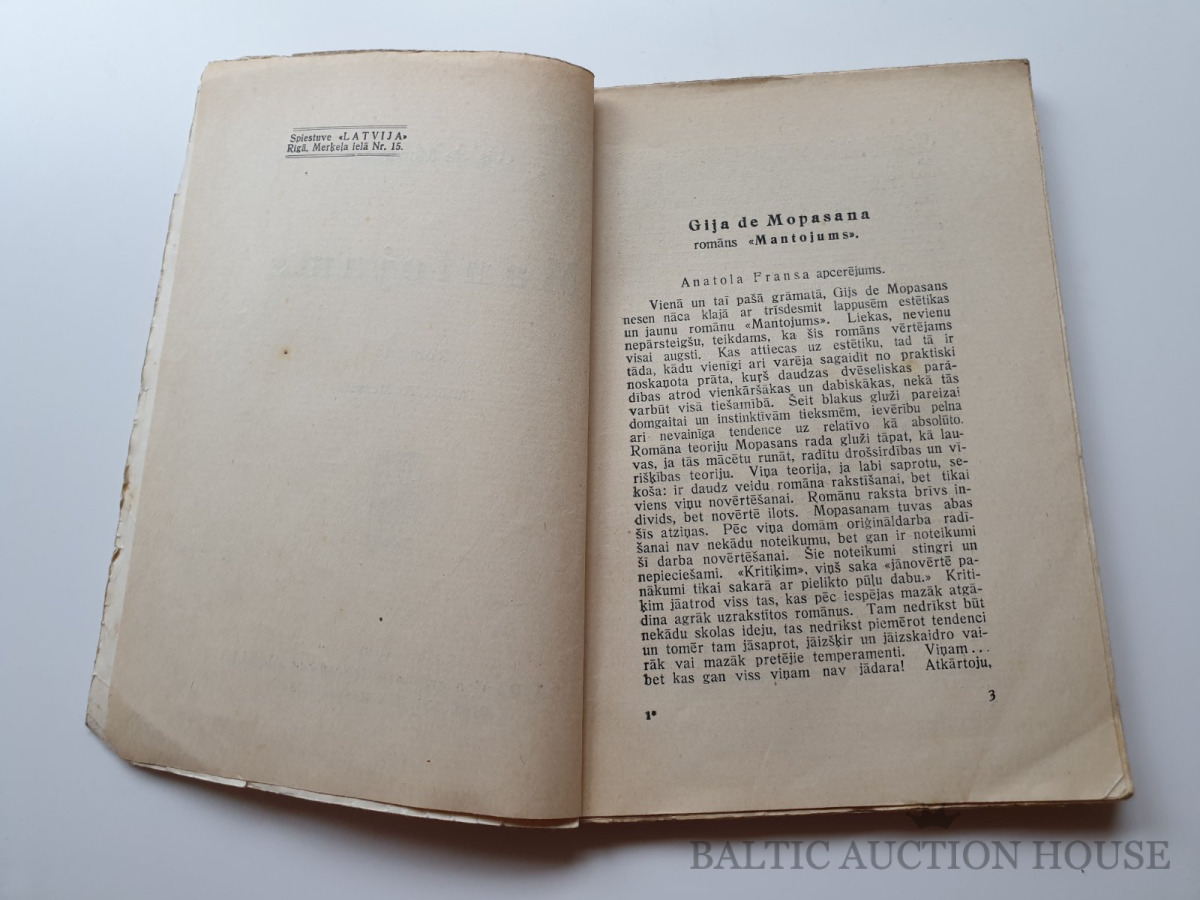 Spiestuve «LATVIJA»
Rīgā, Merķeļa ielā Nr. 15.
Gija de Mopasana
romāns «Mantojums».
Anatola Fransa apcerējums.
Vienā un taī pašā grāmatā, Gijs de Mopasans
nesen nāca klajā ar trīsdesmit lappusēm estētikas
un jaunu romānu «Mantojums». Liekas, nevienu
nepārsteigšu, teikdams, ka šis romāns vērtējams
visai augsti. Kas attiecas uz estētiku, tad tā ir
tāda, kādu vienīgi ari varēja sagaidīt no praktiski
noskaņota prāta, kuŗš daudzas dvēseliskas parā-
dības atrod vienkāršākas un dabiskākas, nekā tās
varbūt visā tiešamībā. Šeit blakus gluži pareizai
domgaitai un instinktīvām tieksmēm, ievērību pelna
ari nevainīga tendence uz relatīvo kā absolūto.
Romāna teoriju Mopasans rada gluži tāpat, kā lau-
vas, ja tās mācētu runāt, radītu drošsirdības un vī-
rišķības teoriju. Viņa teorija, ja labi saprotu, se-
koša: ir daudz veidu romāna rakstīšanai, bet tikai
viens viņu novērtēšanai. Romānu raksta brīvs in-
divids, bet novērtē ilots. Mopasanam tuvas abas
šīs atziņas. Pēc viņa domām oriģināldarba radī-
šanai nav nekādu noteikumu, bet gan ir noteikumi
šī darba novērtēšanai. Šie noteikumi stingri un
nepieciešami. «Kritiķim», viņš saka «jānovērtē pa-
nākumi tikai sakarā ar pielikto pūļu dabu.» Kriti-
ķim jāatrod viss tas, kas pēc iespējas mazāk atgā-
dina agrāk uzrakstītos romānus. Tam nedrīkst būt
nekādu skolas ideju, tas nedrīkst piemērot tendenci
un tomēr tam jāsaprot, jāizšķir un jāizskaidro vai-
rāk vai mazāk pretējie temperamenti. Viņam...
bet kas gan viss viņam nav jādara! Atkārtoju,
1*
3
BALTIC AUCTION HOUSE